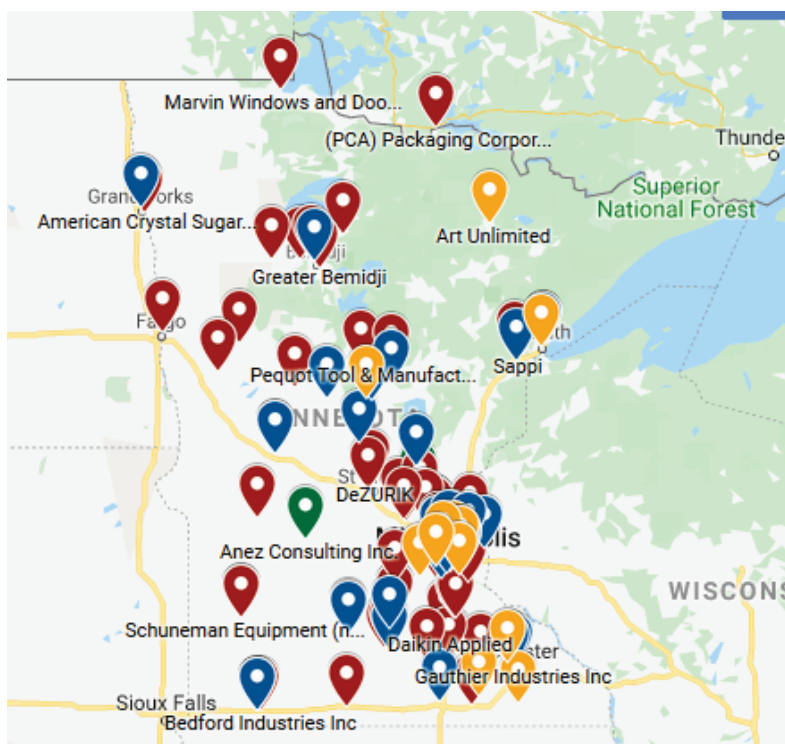 Marvin Windows and Doo...
(PCA) Packaging Corpor...
Thunde
Grand Forks
American Crystal Sugar...
Superior
National Forest
Art Unlimited
Greater Bemidji
Fargo
Sappi
Pequot Tool & Manufact...
St
DeZURIK
Anez Consulting Inc.
WISCONS
Schuneman Equipment (n...
Daikin Applied
Gauthier Industries Inc
Sioux Falls
Bedford Industries Inc